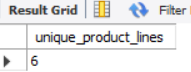 Result Grid Filter
unique_product_lines
6